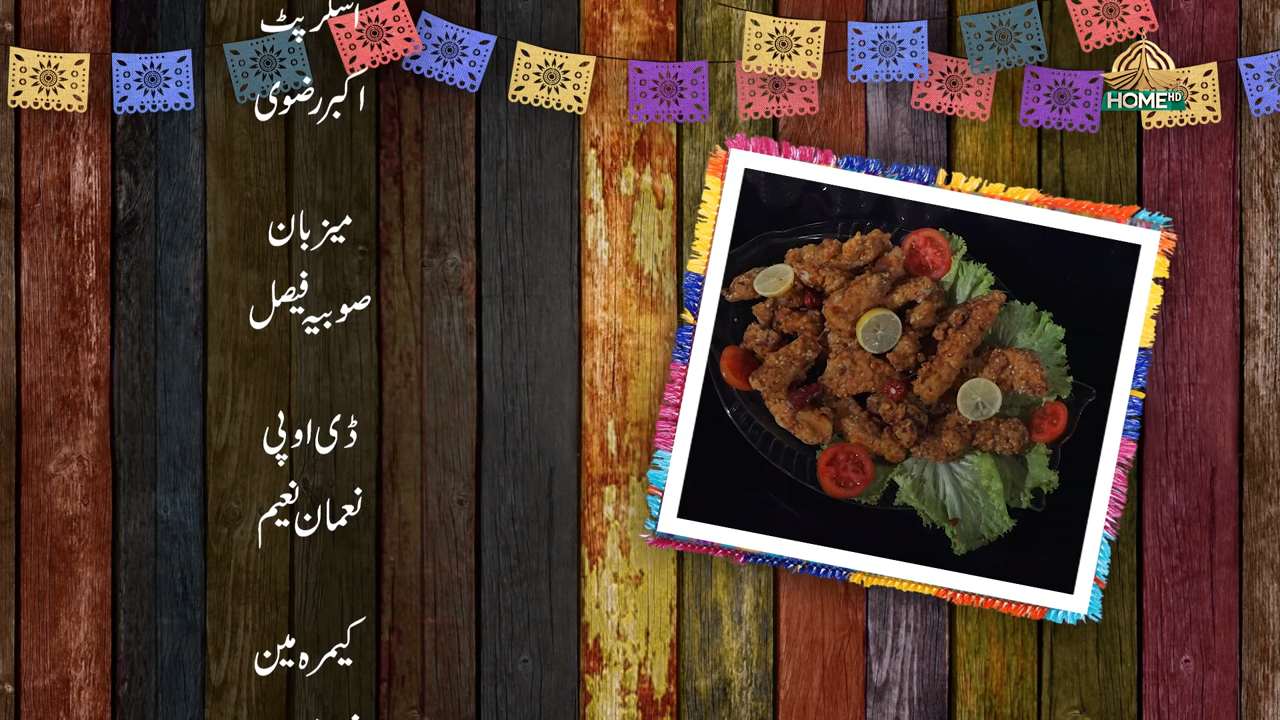 اسکرپٹ
اکبر رضوی
میزبان
صوبیہ فیصل
ڈی او پی
نعمان نعیم
کیمرہ مین
HOME HD